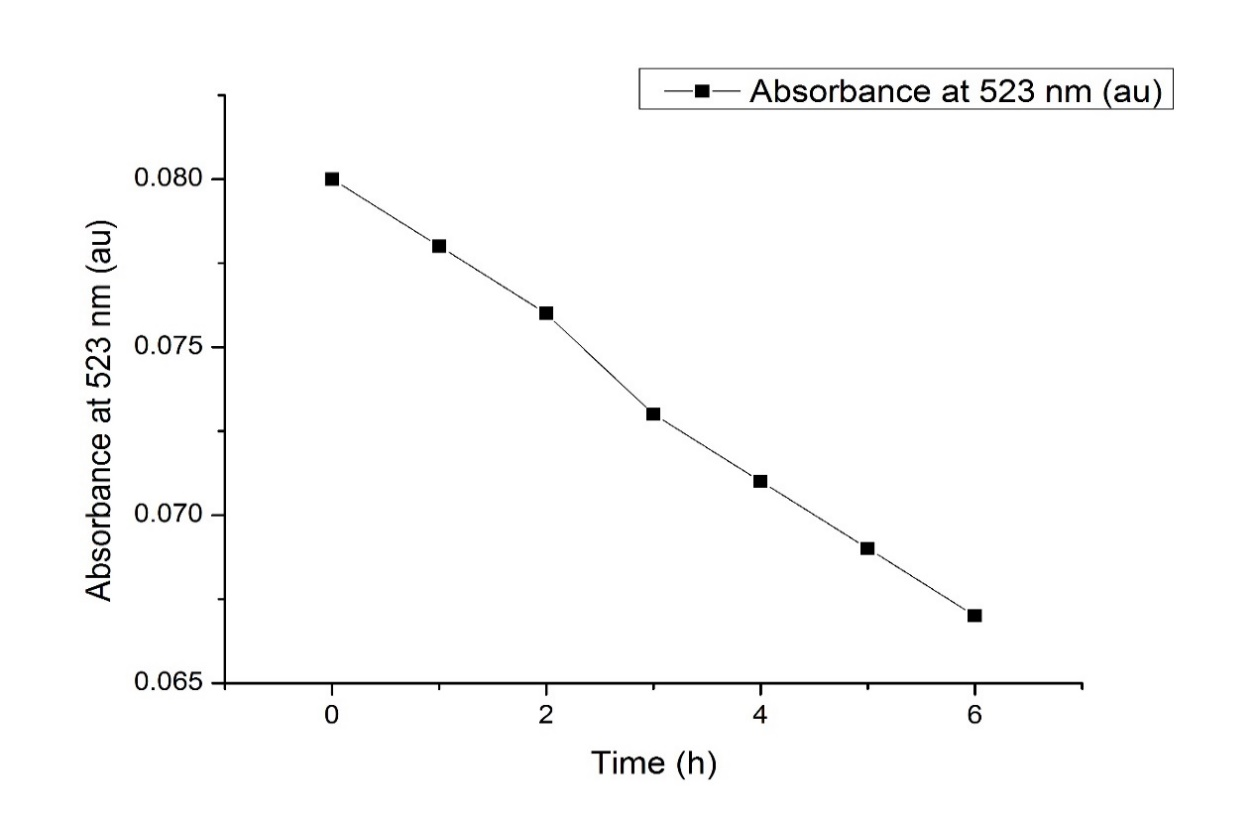 Absorbance at 523 nm (au)
Absorbance at 523 nm (au)
0.080
0.075
0.070
0.065
0 2 4 6
Time (h)